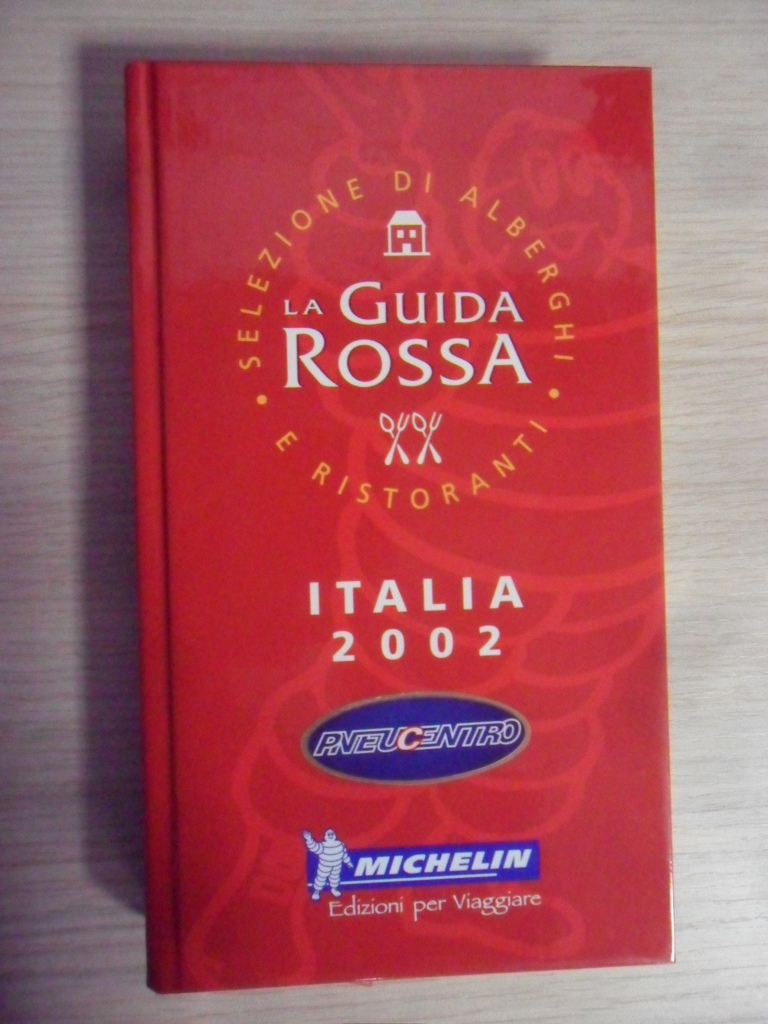 • SELEZIONE DI ALBERGHI •
LA GUIDA
ROSSA
E RISTORANTI
ITALIA
2002
PNEUCENTRO
MICHELIN
Edizioni per Viaggiare